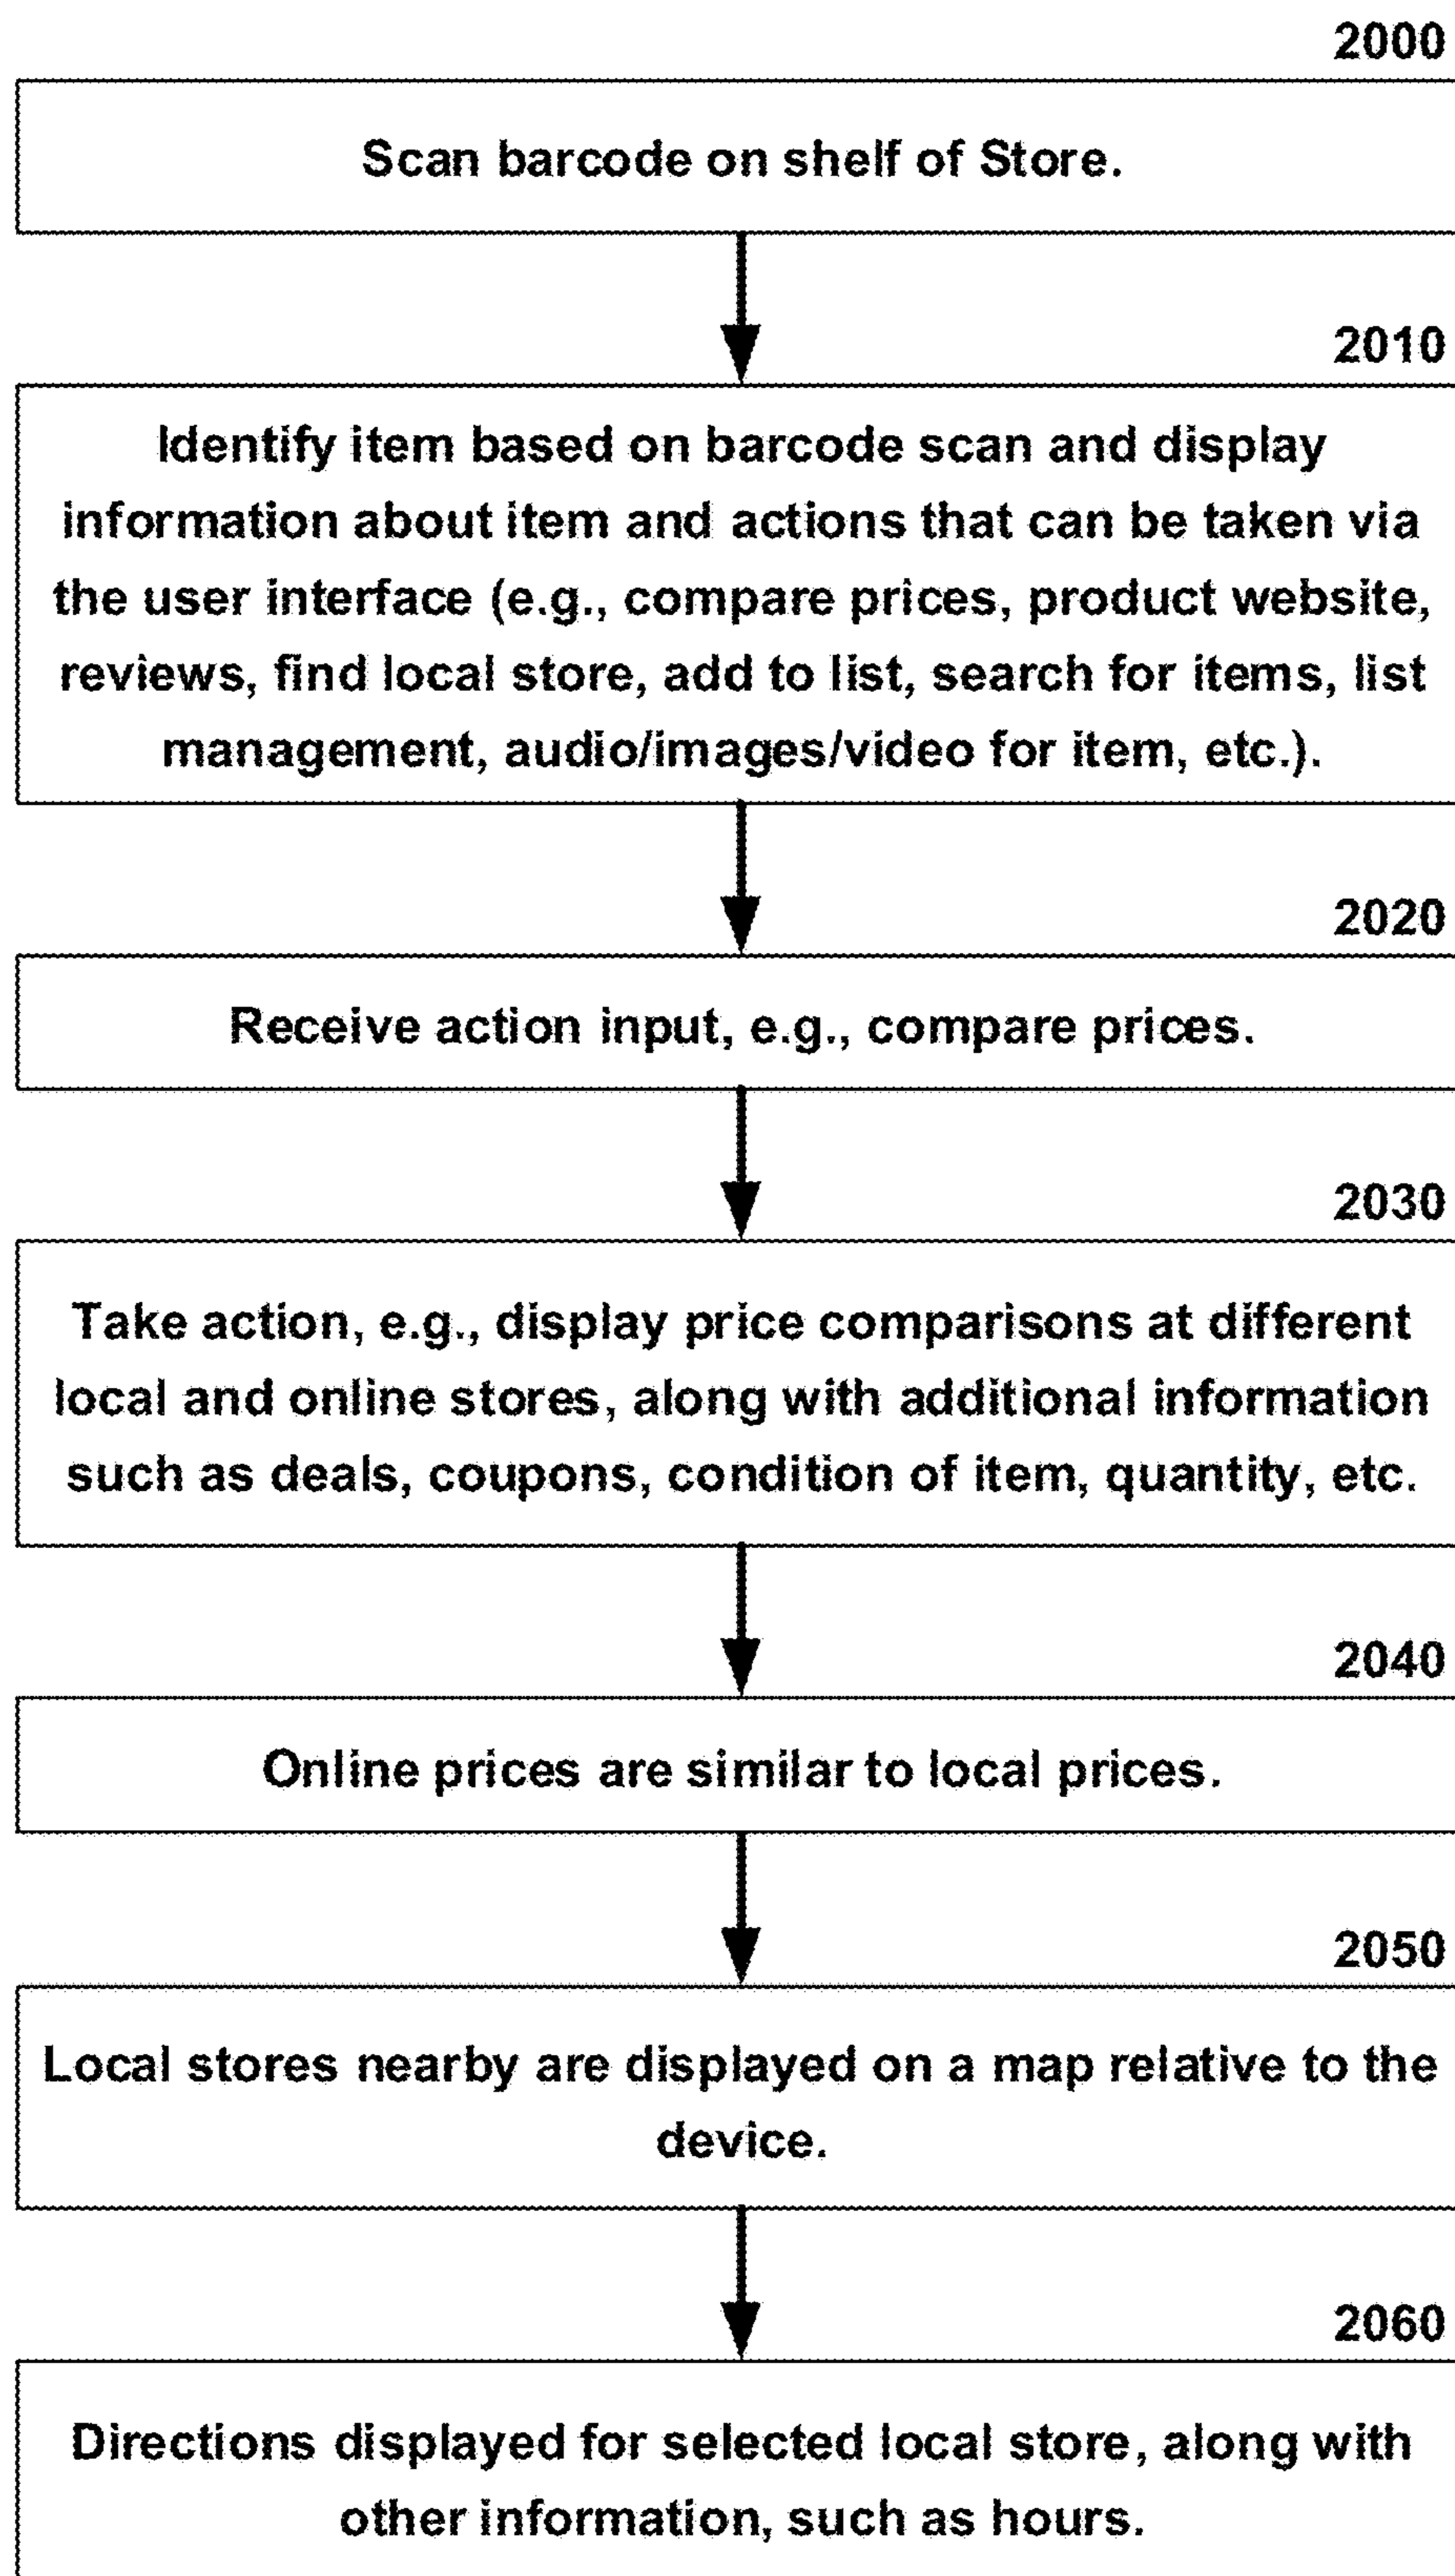 2000
Scan barcode on shelf of Store.
2010
Identify item based on barcode scan and display
information about item and actions that can be taken via
the user interface (e.g., compare prices, product website,
reviews, find local store, add to list, search for items, list
management, audio/images/video for item, etc.).
2020
Receive action input, e.g., compare prices.
2030
Take action, e.g., display price comparisons at different
local and online stores, along with additional information
such as deals, coupons, condition of item, quantity, etc.
2040
Online prices are similar to local prices.
2050
Local stores nearby are displayed on a map relative to the
device.
2060
Directions displayed for selected local store, along with
other information, such as hours.